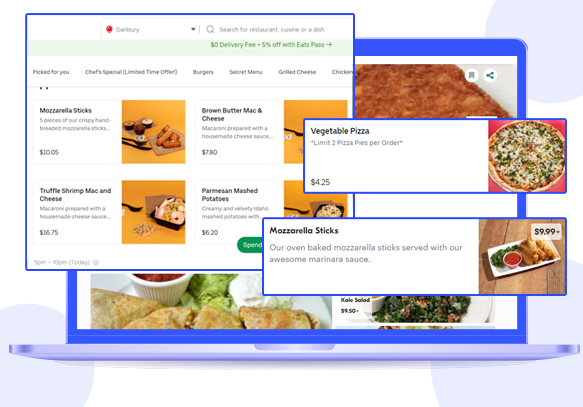 Danbury
Search for restaurant, cuisine or a dish
$0 Delivery Fee + 5% off with Eats Pass →
Picked for you
Chef's Special (Limited Time Offer!)
Burgers
Secret Menu
Grilled Cheese
Chicken
Mozzarella Sticks
5 pieces of our crispy hand-
breaded mozzarella sticks...
$10.05
Brown Butter Mac &
Cheese
Macaroni prepared with a
housemade cheese sauce,...
$7.80
Truffle Shrimp Mac and
Cheese
Macaroni prepared with a
housemade cheese sauce,...
$16.75
Parmesan Mashed
Potatoes
Creamy and velvety Idaho
mashed potatoes with
$6.20
Spend
5pm – 10pm (Today)
Vegetable Pizza
*Limit 2 Pizza Pies per Order*
$4.25
Mozzarella Sticks
Our oven baked mozzarella sticks served with our
awesome marinara sauce.
$9.99+
Kale Salad
$9.50+